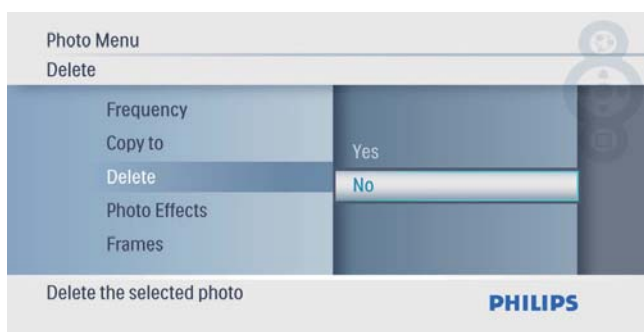 Photo Menu
Delete
Frequency
Copy to
Delete
Photo Effects
Frames
Yes
No
Delete the selected photo
PHILIPS